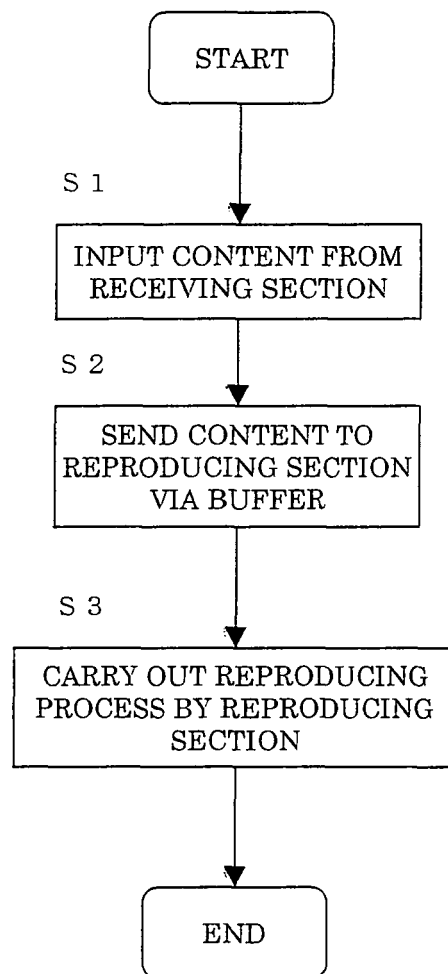 START
S 1
INPUT CONTENT FROM
RECEIVING SECTION
S 2
SEND CONTENT TO
REPRODUCING SECTION
VIA BUFFER
S 3
CARRY OUT REPRODUCING
PROCESS BY REPRODUCING
SECTION
END